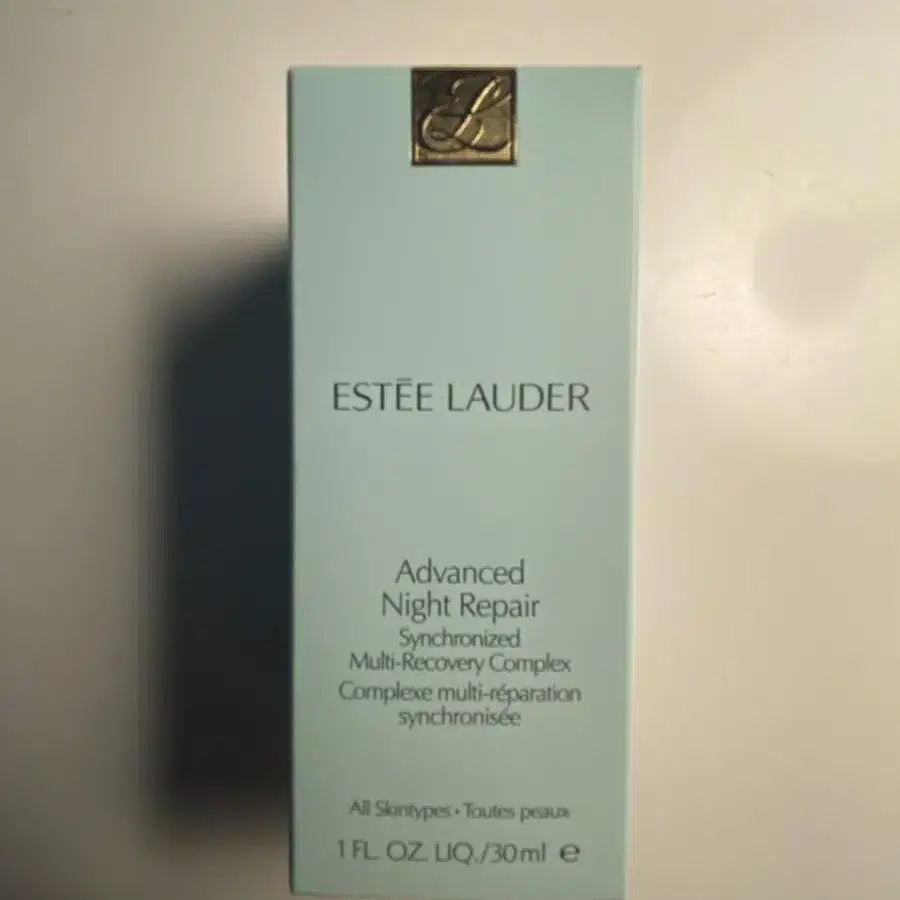 ESTĒE LAUDER
Advanced
Night Repair
Synchronized
Multi-Recovery Complex
Complexe multi-réparation
synchronisée
All Skintypes • Toutes peaux
1 FL. OZ. LIQ./30ml e